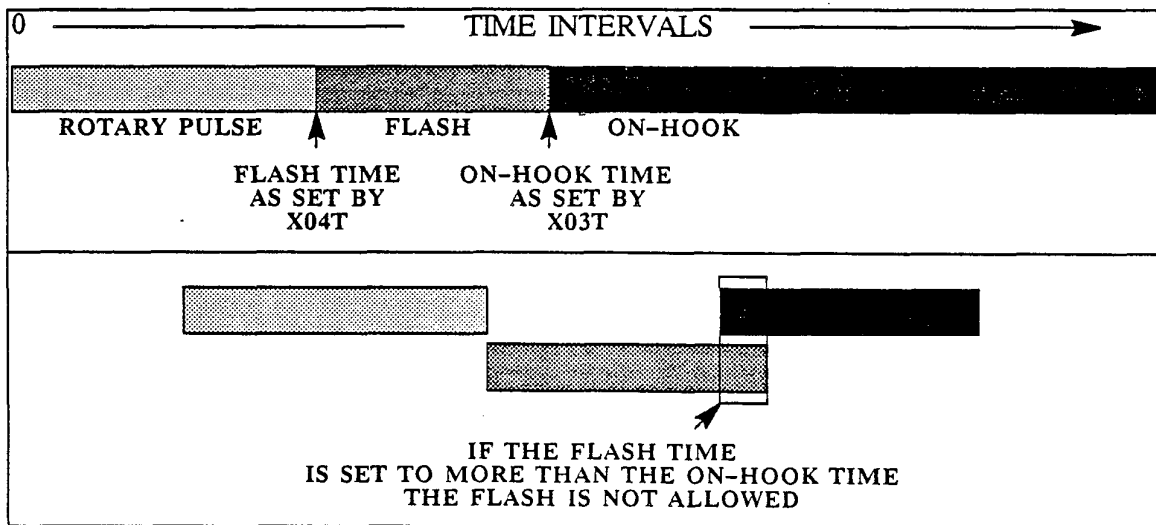 0 TIME INTERVALS
ROTARY PULSE FLASH ON-HOOK
FLASH TIME
AS SET BY
X04T
ON-HOOK TIME
AS SET BY
X03T
IF THE FLASH TIME
IS SET TO MORE THAN THE ON-HOOK TIME
THE FLASH IS NOT ALLOWED